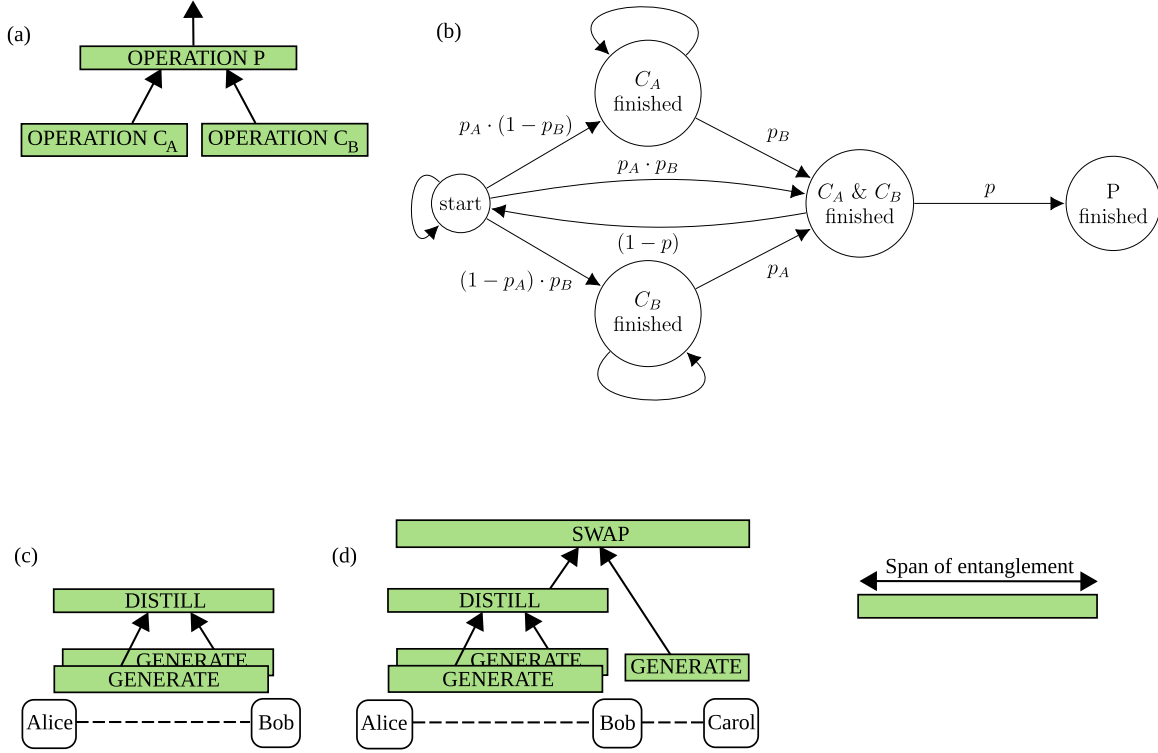 (a)
OPERATION P
OPERATION C_A
OPERATION C_B
(b)
C_A
finished
p_A · (1 − p_B)
p_B
p_A · p_B
start
C_A & C_B
finished
p
P
finished
(1 − p)
(1 − p_A) · p_B
p_A
C_B
finished
(c)
DISTILL
GENERATE
GENERATE
Alice
Bob
(d)
SWAP
DISTILL
GENERATE
GENERATE
GENERATE
Alice
Bob
Carol
Span of entanglement